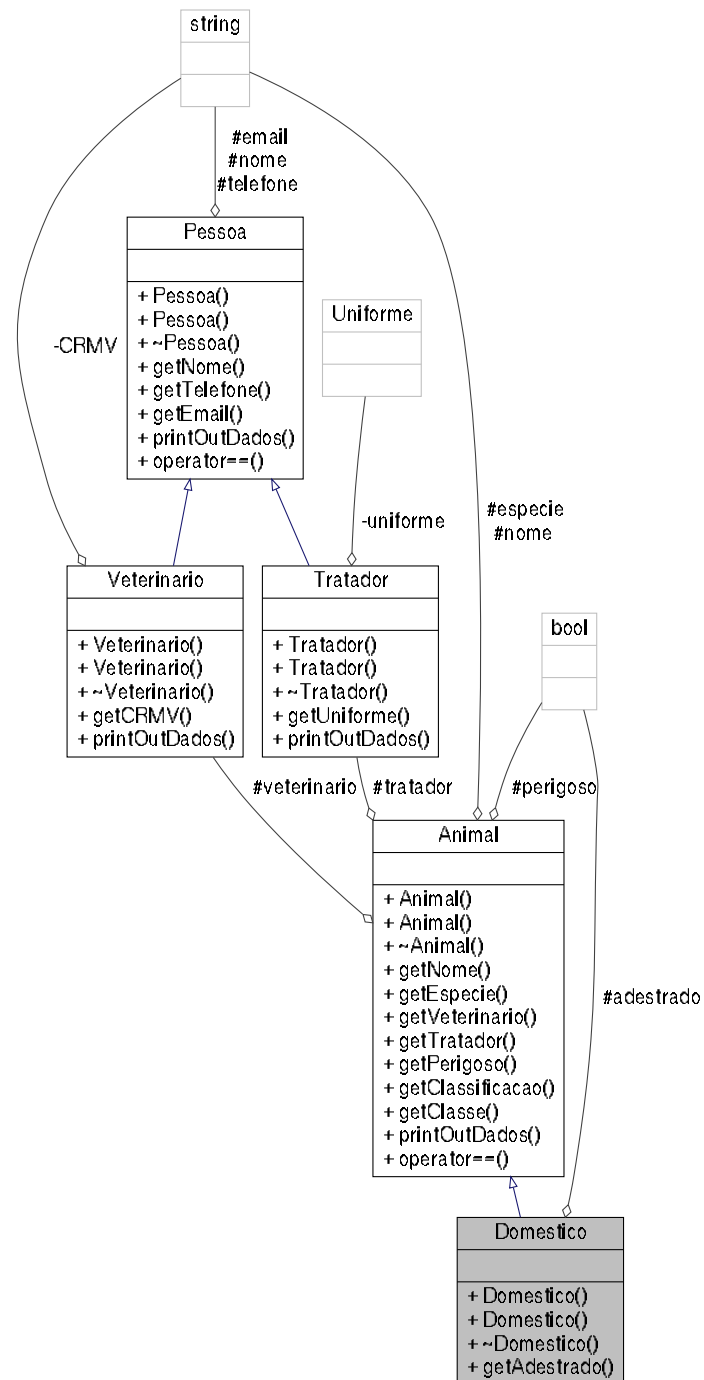 string
#email
#nome
#telefone
Pessoa
+ Pessoa()
+ Pessoa()
+ ~Pessoa()
+ getNome()
+ getTelefone()
+ getEmail()
+ printOutDados()
+ operator==()
Uniforme
-CRMV
-uniforme
#especie
#nome
Veterinario
+ Veterinario()
+ Veterinario()
+ ~Veterinario()
+ getCRMV()
+ printOutDados()
Tratador
+ Tratador()
+ Tratador()
+ ~Tratador()
+ getUniforme()
+ printOutDados()
bool
#veterinario
#tratador
#perigoso
Animal
+ Animal()
+ Animal()
+ ~Animal()
+ getNome()
+ getEspecie()
+ getVeterinario()
+ getTratador()
+ getPerigoso()
+ getClassificacao()
+ getClasse()
+ printOutDados()
+ operator==()
#adestrado
Domestico
+ Domestico()
+ Domestico()
+ ~Domestico()
+ getAdestrado()